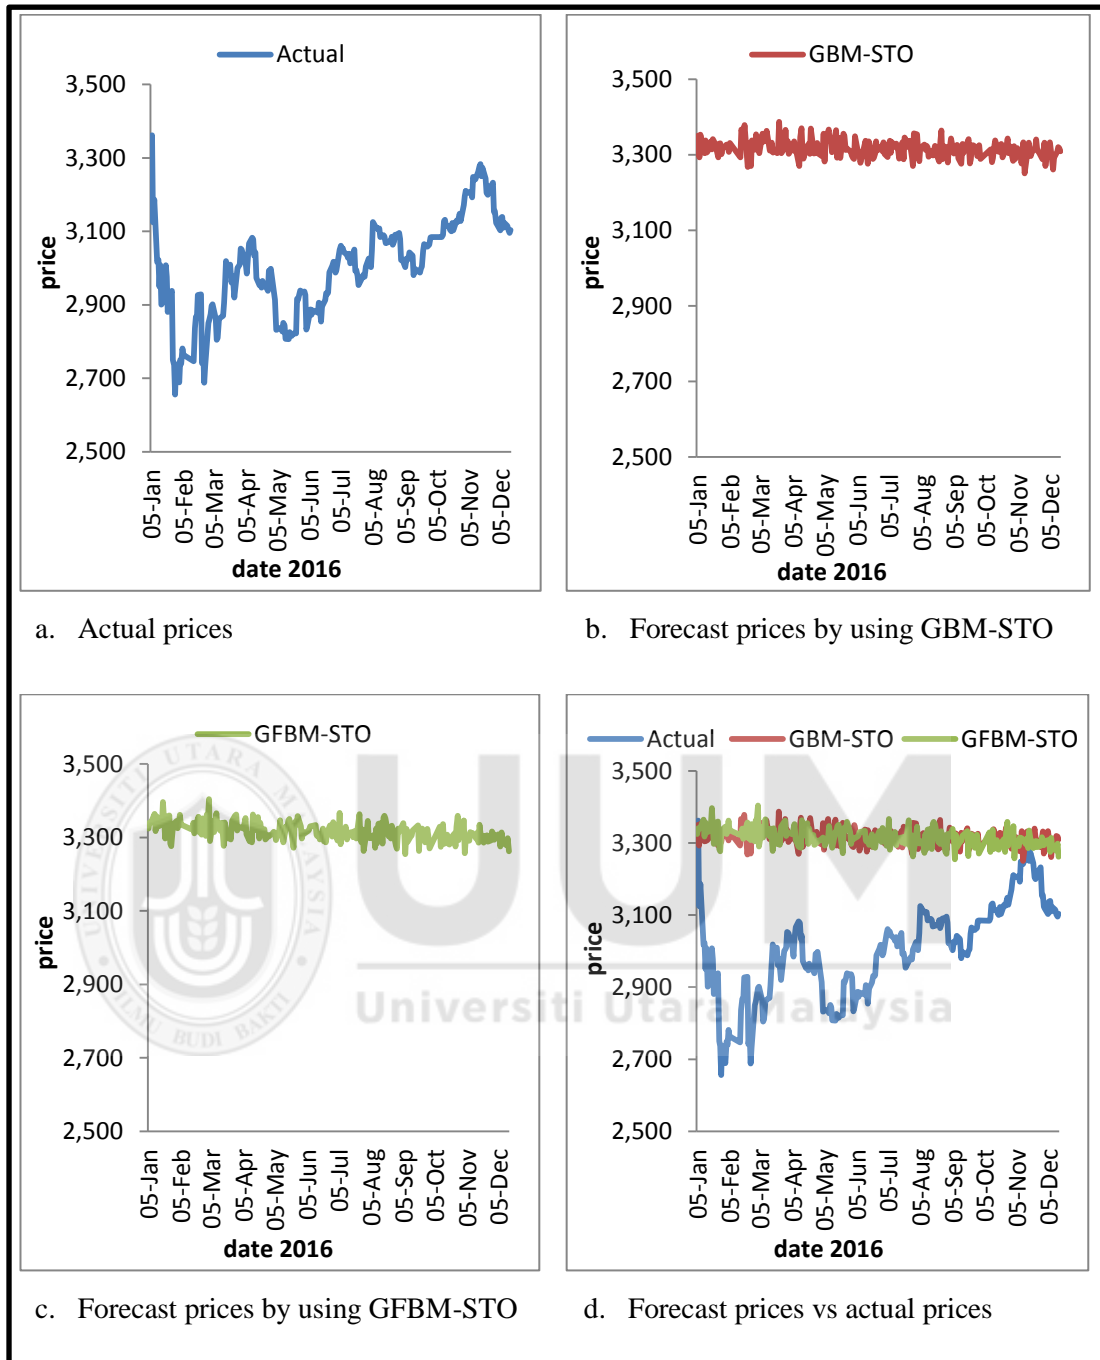 Actual
3,500
3,300
3,100
2,900
2,700
2,500
price
05-Jan
05-Feb
05-Mar
05-Apr
05-May
05-Jun
05-Jul
05-Aug
05-Sep
05-Oct
05-Nov
05-Dec
date 2016
a. Actual prices
GBM-STO
3,500
3,300
3,100
2,900
2,700
2,500
price
05-Jan
05-Feb
05-Mar
05-Apr
05-May
05-Jun
05-Jul
05-Aug
05-Sep
05-Oct
05-Nov
05-Dec
date 2016
b. Forecast prices by using GBM-STO
GFBM-STO
3,500
3,300
3,100
2,900
2,700
2,500
price
05-Jan
05-Feb
05-Mar
05-Apr
05-May
05-Jun
05-Jul
05-Aug
05-Sep
05-Oct
05-Nov
05-Dec
date 2016
c. Forecast prices by using GFBM-STO
Actual GBM-STO GFBM-STO
3,500
3,300
3,100
2,900
2,700
2,500
price
05-Jan
05-Feb
05-Mar
05-Apr
05-May
05-Jun
05-Jul
05-Aug
05-Sep
05-Oct
05-Nov
05-Dec
date 2016
d. Forecast prices vs actual prices
UNIVERSITI UTARA MALAYSIA
ILMU BUDI BAKTI
UUM
Universiti Utara Malaysia